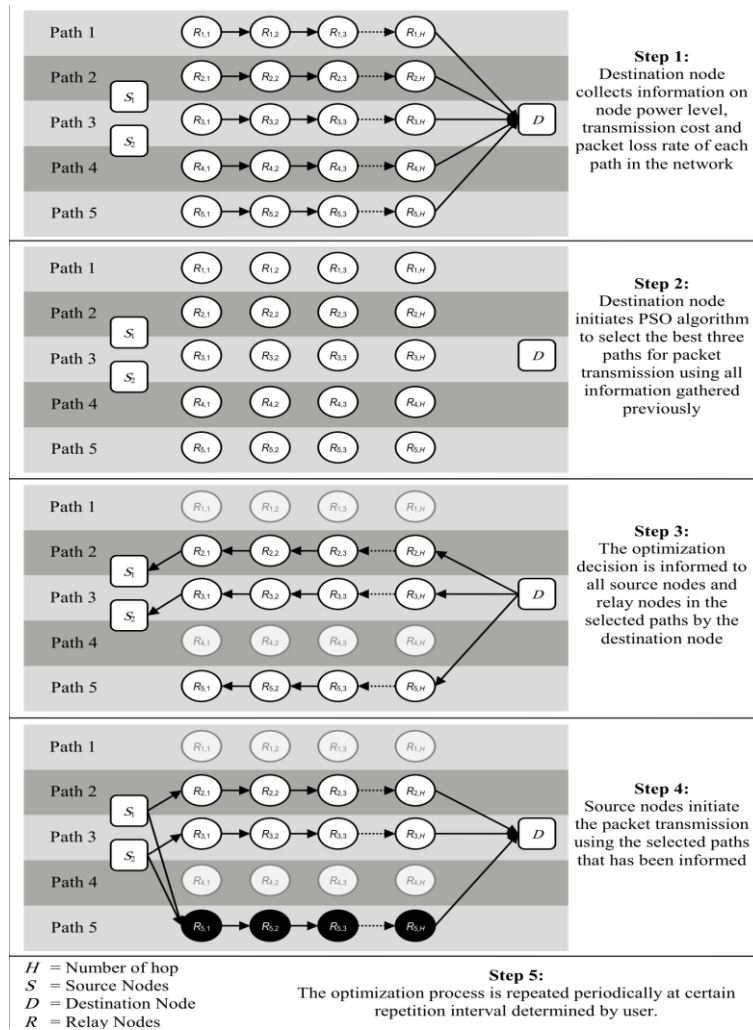 Path 1 R1,1 R1,2 R1,3 R1,H
Path 2 R2,1 R2,2 R2,3 R2,H
S1
Path 3 R3,1 R3,2 R3,3 R3,H D
S2
Path 4 R4,1 R4,2 R4,3 R4,H
Path 5 R5,1 R5,2 R5,3 R5,H
Step 1:
Destination node
collects information on
node power level,
transmission cost and
packet loss rate of each
path in the network
Path 1 R1,1 R1,2 R1,3 R1,H
Path 2 R2,1 R2,2 R2,3 R2,H
S1
Path 3 R3,1 R3,2 R3,3 R3,H D
S2
Path 4 R4,1 R4,2 R4,3 R4,H
Path 5 R5,1 R5,2 R5,3 R5,H
Step 2:
Destination node
initiates PSO algorithm
to select the best three
paths for packet
transmission using all
information gathered
previously
Path 1 R1,1 R1,2 R1,3 R1,H
Path 2 R2,1 R2,2 R2,3 R2,H
S1
Path 3 R3,1 R3,2 R3,3 R3,H D
S2
Path 4 R4,1 R4,2 R4,3 R4,H
Path 5 R5,1 R5,2 R5,3 R5,H
Step 3:
The optimization
decision is informed to
all source nodes and
relay nodes in the
selected paths by the
destination node
Path 1 R1,1 R1,2 R1,3 R1,H
Path 2 R2,1 R2,2 R2,3 R2,H
S1
Path 3 R3,1 R3,2 R3,3 R3,H D
S2
Path 4 R4,1 R4,2 R4,3 R4,H
Path 5 R5,1 R5,2 R5,3 R5,H
Step 4:
Source nodes initiate
the packet transmission
using the selected paths
that has been informed
H = Number of hop
S = Source Nodes
D = Destination Node
R = Relay Nodes
Step 5:
The optimization process is repeated periodically at certain
repetition interval determined by user.